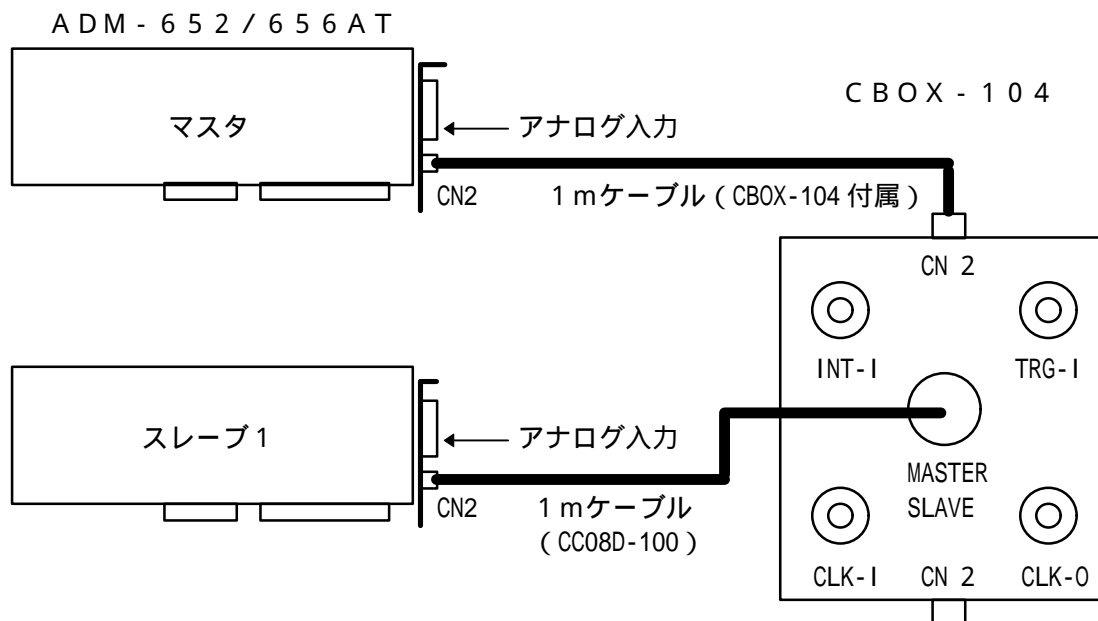 ADM-652/656AT
CBOX-104
マスタ
アナログ入力
CN2
1mケーブル(CBOX-104付属)
CN 2
INT-I
TRG-I
スレーブ1
アナログ入力
CN2
1mケーブル
(CC08D-100)
MASTER
SLAVE
CLK-I
CN 2
CLK-O